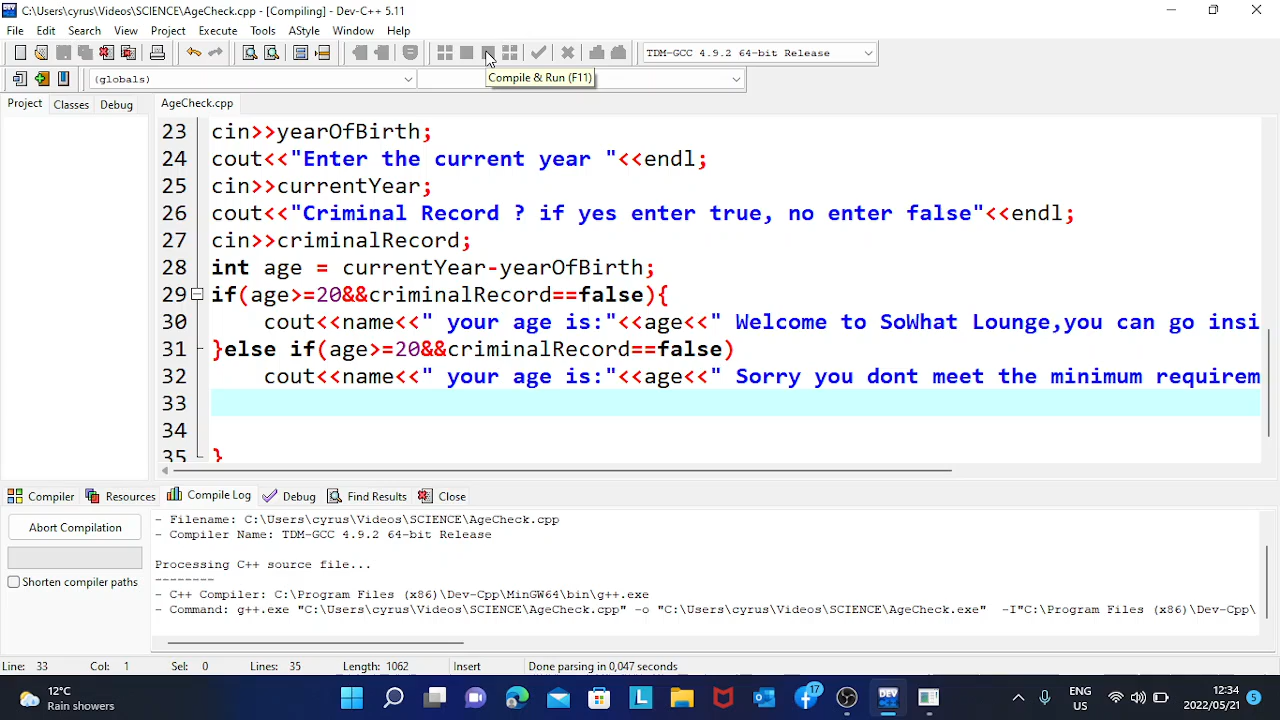 C:\Users\cyrus\Videos\SCIENCE\AgeCheck.cpp - [Compiling] - Dev-C++ 5.11
File Edit Search View Project Execute Tools AStyle Window Help
TDM-GCC 4.9.2 64-bit Release
(globals)
Compile & Run (F11)
Project Classes Debug
AgeCheck.cpp
23 cin>>yearOfBirth;
24 cout<<"Enter the current year "<<endl;
25 cin>>currentYear;
26 cout<<"Criminal Record ? if yes enter true, no enter false"<<endl;
27 cin>>criminalRecord;
28 int age = currentYear-yearOfBirth;
29 if(age>=20&&criminalRecord==false){
30 cout<<name<<" your age is:"<<age<<" Welcome to SoWhat Lounge,you can go insi
31 }else if(age>=20&&criminalRecord==false)
32 cout<<name<<" your age is:"<<age<<" Sorry you dont meet the minimum requirem
33
34
35 }
Compiler Resources Compile Log Debug Find Results Close
Abort Compilation
Shorten compiler paths
- Filename: C:\Users\cyrus\Videos\SCIENCE\AgeCheck.cpp
- Compiler Name: TDM-GCC 4.9.2 64-bit Release
Processing C++ source file...
--------
- C++ Compiler: C:\Program Files (x86)\Dev-Cpp\MinGW64\bin\g++.exe
- Command: g++.exe "C:\Users\cyrus\Videos\SCIENCE\AgeCheck.cpp" -o "C:\Users\cyrus\Videos\SCIENCE\AgeCheck.exe" -I"C:\Program Files (x86)\Dev-Cpp\
Line: 33 Col: 1 Sel: 0 Lines: 35 Length: 1062 Insert Done parsing in 0,047 seconds
12°C
Rain showers
L
17
DEV
ENG
US
12:34
2022/05/21
5